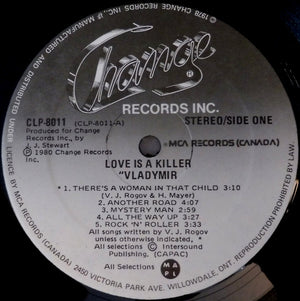 Change
RECORDS INC.
CLP-8011 (CLP-8011-A)
STEREO/SIDE ONE
Produced for Change
Records Inc. by
J. J. Stewart
℗ 1980 Change Records
Inc.
MCA RECORDS (CANADA)
LOVE IS A KILLER
"VLADYMIR
* 1. THERE'S A WOMAN IN THAT CHILD 3:10
(V. J. Rogov & H. Mayer)
2. ANOTHER ROAD 4:07
3. MYSTERY MAN 2:59
4. ALL THE WAY UP 3:27
5. ROCK 'N' ROLLER 3:33
All songs written by V. J. Rogov
unless otherwise indicated. *
All Selections: (Intersound
Publishing. (CAPAC)
All Selections
M A
P L
© 1978 CHANGE RECORDS INC. MANUFACTURED AND DISTRIBUTED UNDER LICENCE BY MCA RECORDS (CANADA) 2450 VICTORIA PARK AVE. WILLOWDALE, ONT. REPRODUCTION PROHIBITED BY LAW